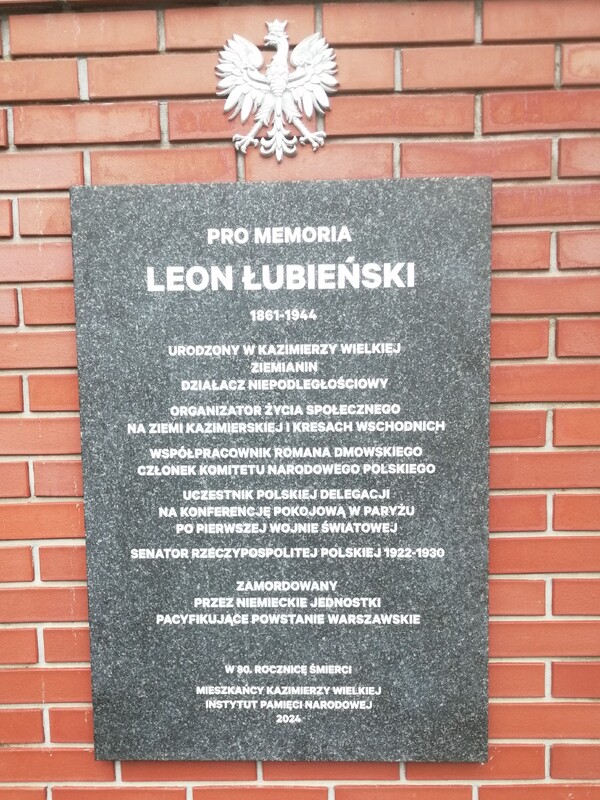 PRO MEMORIA
LEON ŁUBIEŃSKI
1861-1944
URODZONY W KAZIMIERZY WIELKIEJ
ZIEMIANIN
DZIAŁACZ NIEPODLEGŁOŚCIOWY
ORGANIZATOR ŻYCIA SPOŁECZNEGO
NA ZIEMI KAZIMIERSKIEJ I KRESACH WSCHODNICH
WSPÓŁPRACOWNIK ROMANA DMOWSKIEGO
CZŁONEK KOMITETU NARODOWEGO POLSKIEGO
UCZESTNIK POLSKIEJ DELEGACJI
NA KONFERENCJĘ POKOJOWĄ W PARYŻU
PO PIERWSZEJ WOJNIE ŚWIATOWEJ
SENATOR RZECZYPOSPOLITEJ POLSKIEJ 1922-1930
ZAMORDOWANY
PRZEZ NIEMIECKIE JEDNOSTKI
PACYFIKUJĄCE POWSTANIE WARSZAWSKIE
W 80. ROCZNICĘ ŚMIERCI
MIESZKAŃCY KAZIMIERZY WIELKIEJ
INSTYTUT PAMIĘCI NARODOWEJ
2024